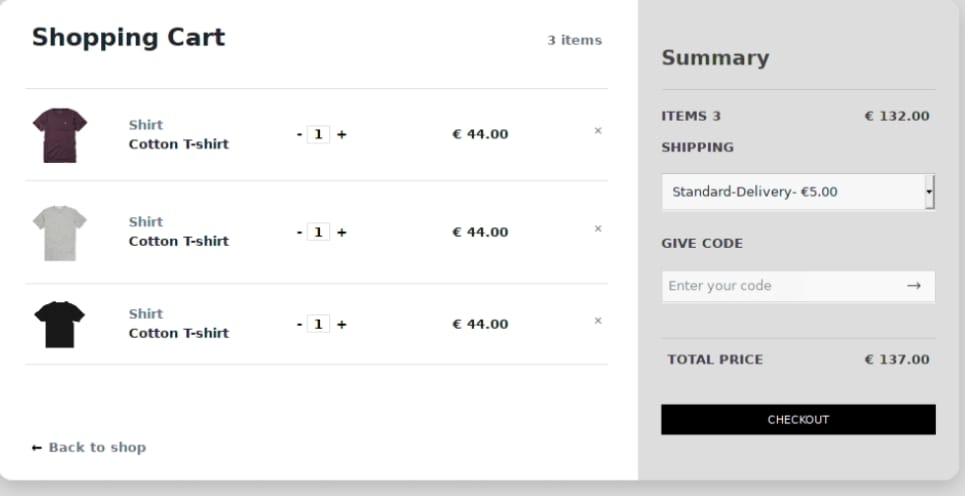 Shopping Cart
3 items
Shirt
Cotton T-shirt
- 1 +
€ 44.00
×
Shirt
Cotton T-shirt
- 1 +
€ 44.00
×
Shirt
Cotton T-shirt
- 1 +
€ 44.00
×
← Back to shop
Summary
ITEMS 3
€ 132.00
SHIPPING
Standard-Delivery- €5.00
GIVE CODE
Enter your code →
TOTAL PRICE
€ 137.00
CHECKOUT